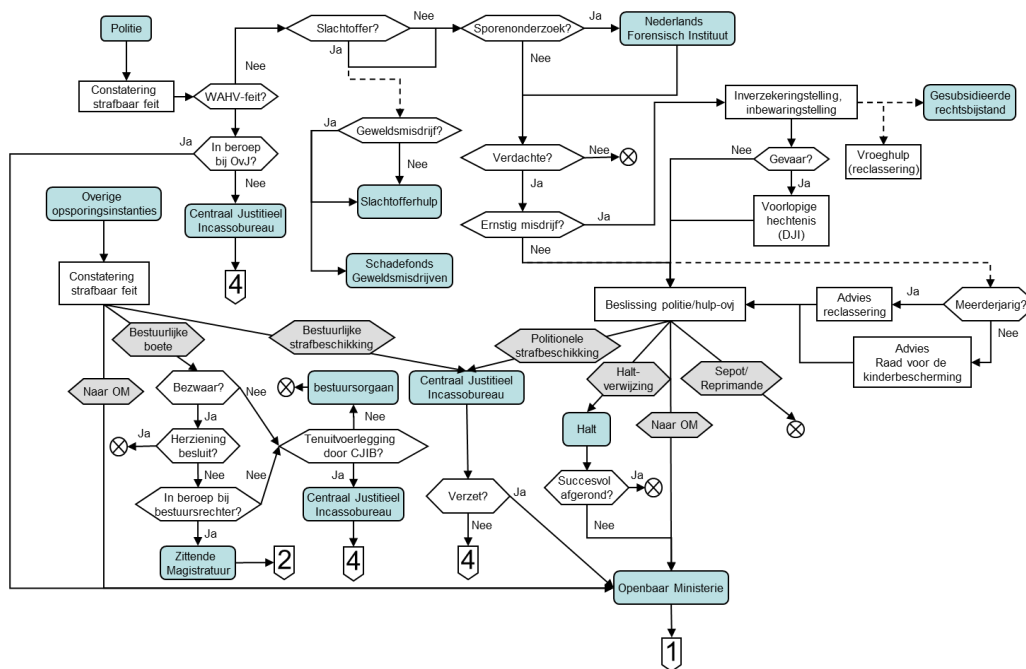 Politie
Constatering
strafbaar feit
WAHV-feit?
Nee
Slachtoffer?
Nee
Ja
Sporenonderzoek?
Ja
Nee
Nederlands
Forensisch Instituut
Ja
In beroep
bij OvJ?
Nee
Centraal Justitieel
Incassobureau
4
Ja
Geweldsmisdrijf?
Nee
Slachtofferhulp
Schadefonds
Geweldsmisdrijven
Verdachte?
Nee
Ja
Ernstig misdrijf?
Ja
Nee
Inverzekeringstelling,
inbewaringstelling
Gesubsidieerde
rechtsbijstand
Nee
Gevaar?
Ja
Vroeghulp
(reclassering)
Voorlopige
hechtenis
(DJI)
Overige
opsporingsinstanties
Constatering
strafbaar feit
Beslissing politie/hulp-ovj
Advies
reclassering
Ja
Meerderjarig?
Nee
Advies
Raad voor de
kinderbescherming
Bestuurlijke
boete
Bestuurlijke
strafbeschikking
Politionele
strafbeschikking
Halt-
verwijzing
Sepot/
Reprimande
Naar OM
Bezwaar?
Nee
Ja
bestuursorgaan
Nee
Centraal Justitieel
Incassobureau
Halt
Naar OM
Ja
Herziening
besluit?
Nee
Nee
Tenuitvoerlegging
door CJIB?
Ja
In beroep bij
bestuursrechter?
Ja
Centraal Justitieel
Incassobureau
Verzet?
Ja
Nee
Succesvol
afgerond?
Ja
Nee
Zittende
Magistratuur
2
4
4
Openbaar Ministerie
1